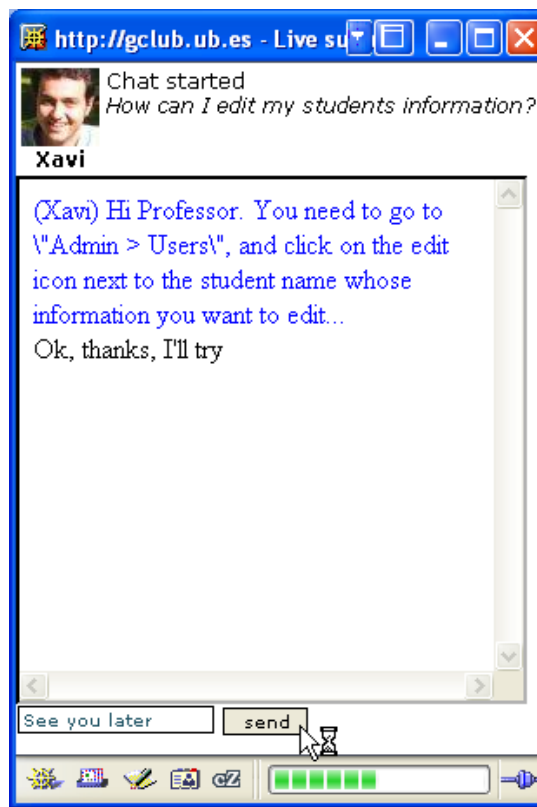 http://gclub.ub.es - Live su
Chat started
How can I edit my students information?
Xavi
(Xavi) Hi Professor. You need to go to
\"Admin > Users\", and click on the edit
icon next to the student name whose
information you want to edit...
Ok, thanks, I'll try
See you later
send
cZ